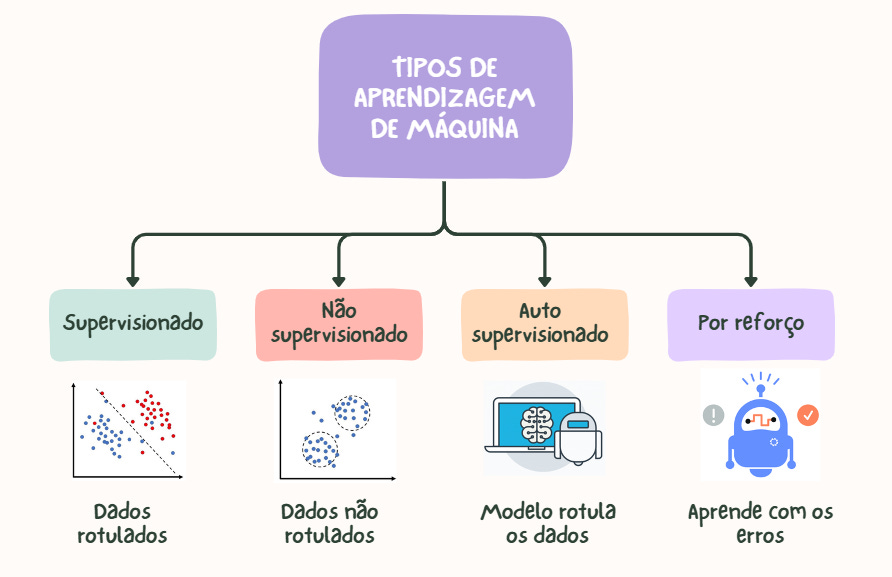 TIPOS DE
APRENDIZAGEM
DE MÁQUINA
Supervisionado
Não
supervisionado
Auto
supervisionado
Por reforço
Dados
rotulados
Dados não
rotulados
Modelo rotula
os dados
Aprende com os
erros